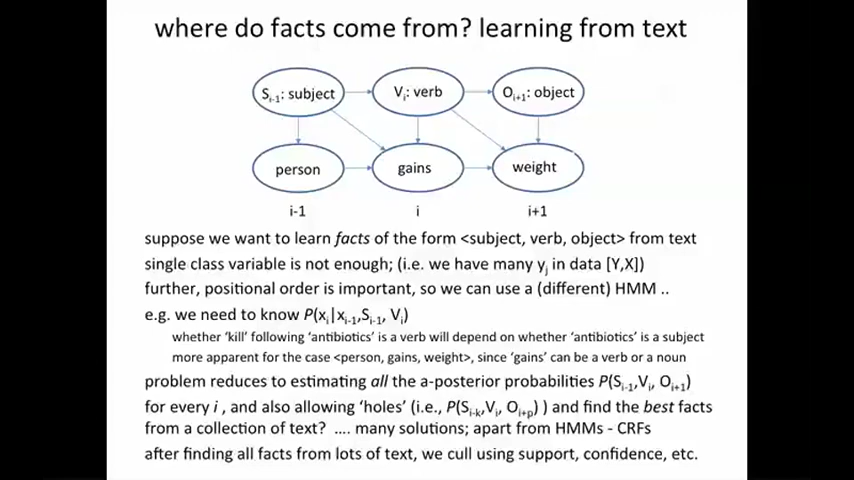 where do facts come from? learning from text
Sᵢ₋₁: subject
Vᵢ: verb
Oᵢ₊₁: object
person
gains
weight
i-1
i
i+1
suppose we want to learn facts of the form <subject, verb, object> from text
single class variable is not enough; (i.e. we have many yⱼ in data [Y,X])
further, positional order is important, so we can use a (different) HMM ..
e.g. we need to know P(xᵢ|xᵢ₋₁,Sᵢ₋₁, Vᵢ)
whether 'kill' following 'antibiotics' is a verb will depend on whether 'antibiotics' is a subject
more apparent for the case <person, gains, weight>, since 'gains' can be a verb or a noun
problem reduces to estimating all the a-posterior probabilities P(Sᵢ₋₁,Vᵢ, Oᵢ₊₁)
for every i , and also allowing 'holes' (i.e., P(Sᵢ₋ₖ,Vᵢ, Oᵢ₊ₚ) ) and find the best facts
from a collection of text? .... many solutions; apart from HMMs - CRFs
after finding all facts from lots of text, we cull using support, confidence, etc.